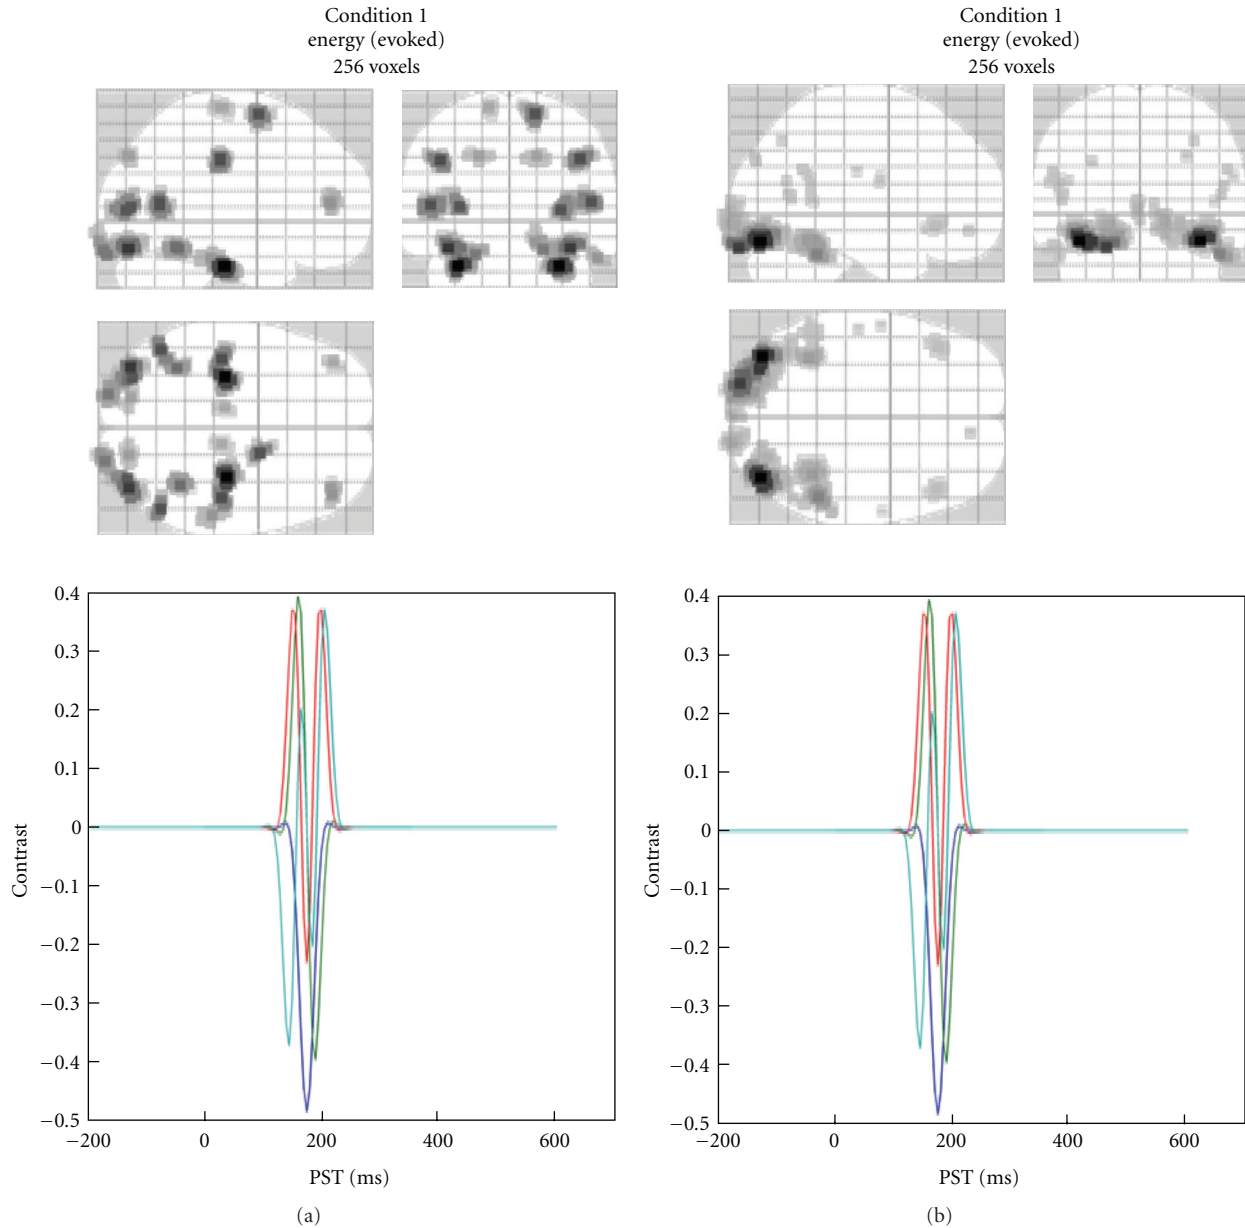 Condition 1
energy (evoked)
256 voxels
Condition 1
energy (evoked)
256 voxels
0.4
0.3
0.2
0.1
0
−0.1
−0.2
−0.3
−0.4
−0.5
Contrast
−200
0
200
400
600
PST (ms)
(a)
0.4
0.3
0.2
0.1
0
−0.1
−0.2
−0.3
−0.4
−0.5
Contrast
−200
0
200
400
600
PST (ms)
(b)